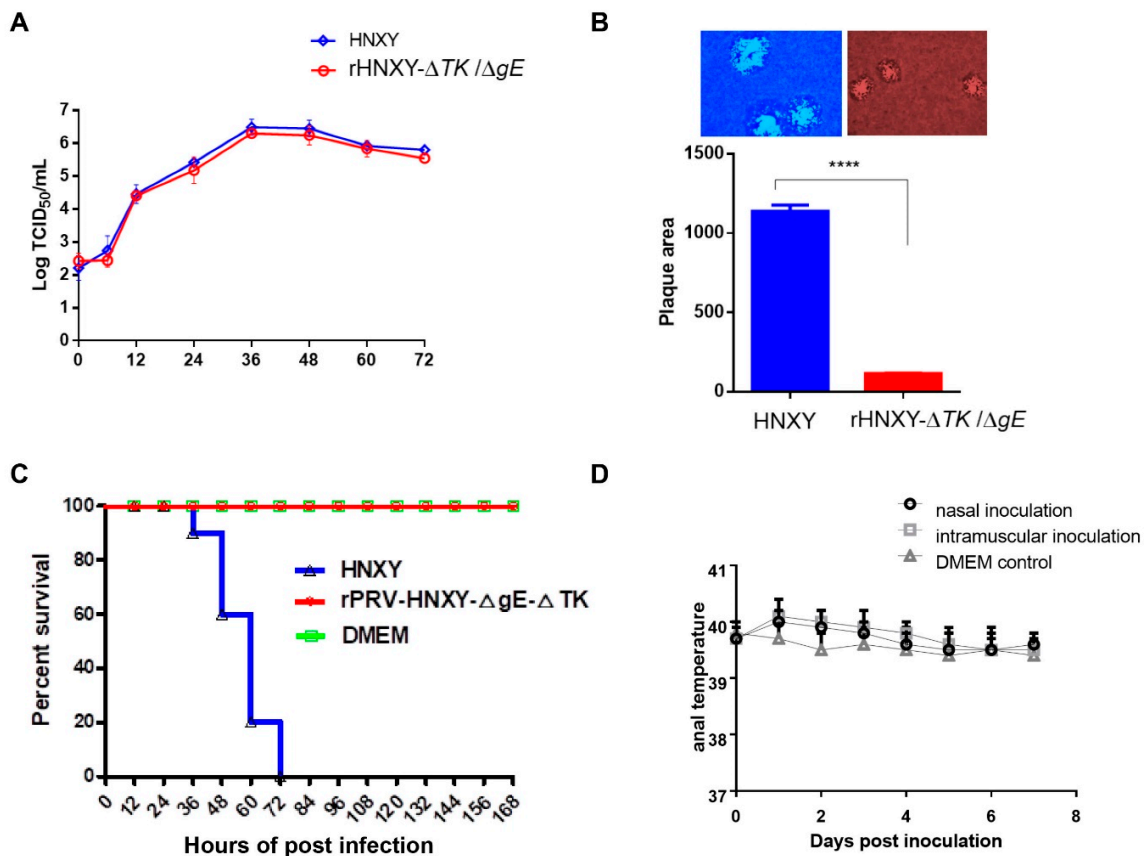 A
HNXY
rHNXY-ΔTK /ΔgE
7
6
5
4
3
2
1
0
Log TCID50/mL
0 12 24 36 48 60 72
B
1500
1000
500
0
Plaque area
****
HNXY rHNXY-ΔTK /ΔgE
C
100
80
60
40
20
0
Percent survival
HNXY
rPRV-HNXY-ΔgE-ΔTK
DMEM
0 12 24 36 48 60 72 84 96 108 120 132 144 156 168
Hours of post infection
D
nasal inoculation
intramuscular inoculation
DMEM control
41
40
39
38
37
anal temperature
0 2 4 6 8
Days post inoculation